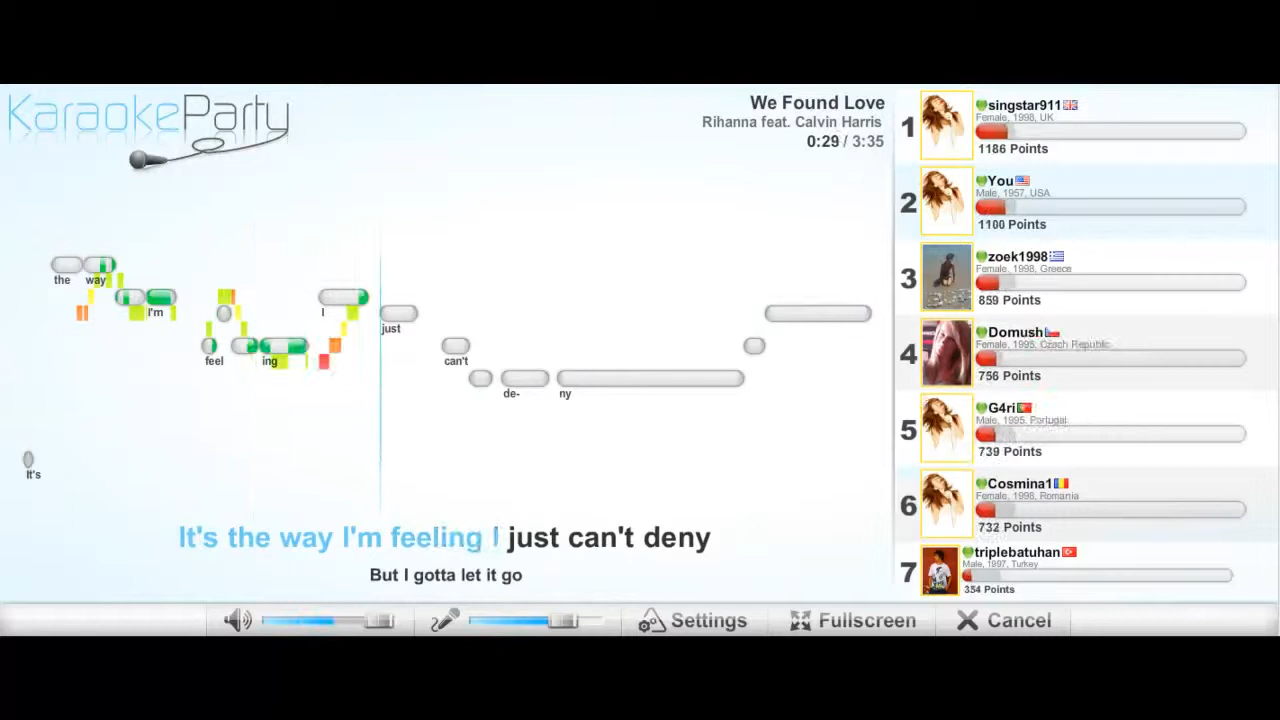 KaraokeParty
We Found Love
Rihanna feat. Calvin Harris
0:29 / 3:35
the way
I'm
I
just
feel
ing
can't
de-
ny
It's
It's the way I'm feeling I just can't deny
But I gotta let it go
1
singstar911
Female, 1998, UK
1186 Points
2
You
Male, 1957, USA
1100 Points
3
zoek1998
Female, 1998, Greece
859 Points
4
Domush
Female, 1995, Czech Republic
756 Points
5
G4ri
Male, 1995, Portugal
739 Points
6
Cosmina1
Female, 1998, Romania
732 Points
7
triplebatuhan
Male, 1997, Turkey
354 Points
Settings
Fullscreen
Cancel